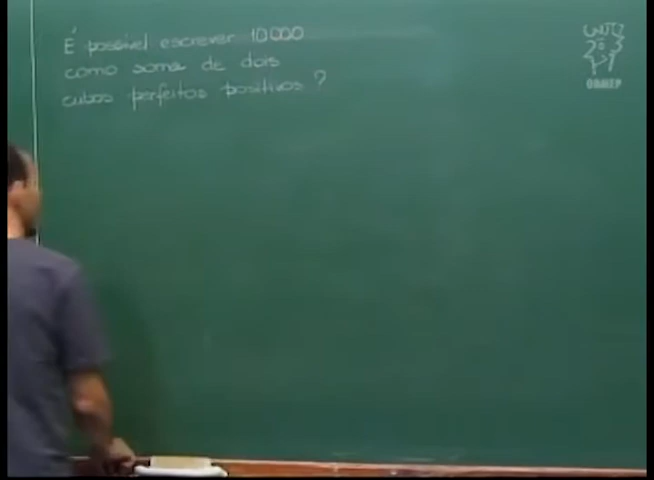 É possível escrever 10000
como soma de dois
cubos perfeitos positivos ?
OBMEP